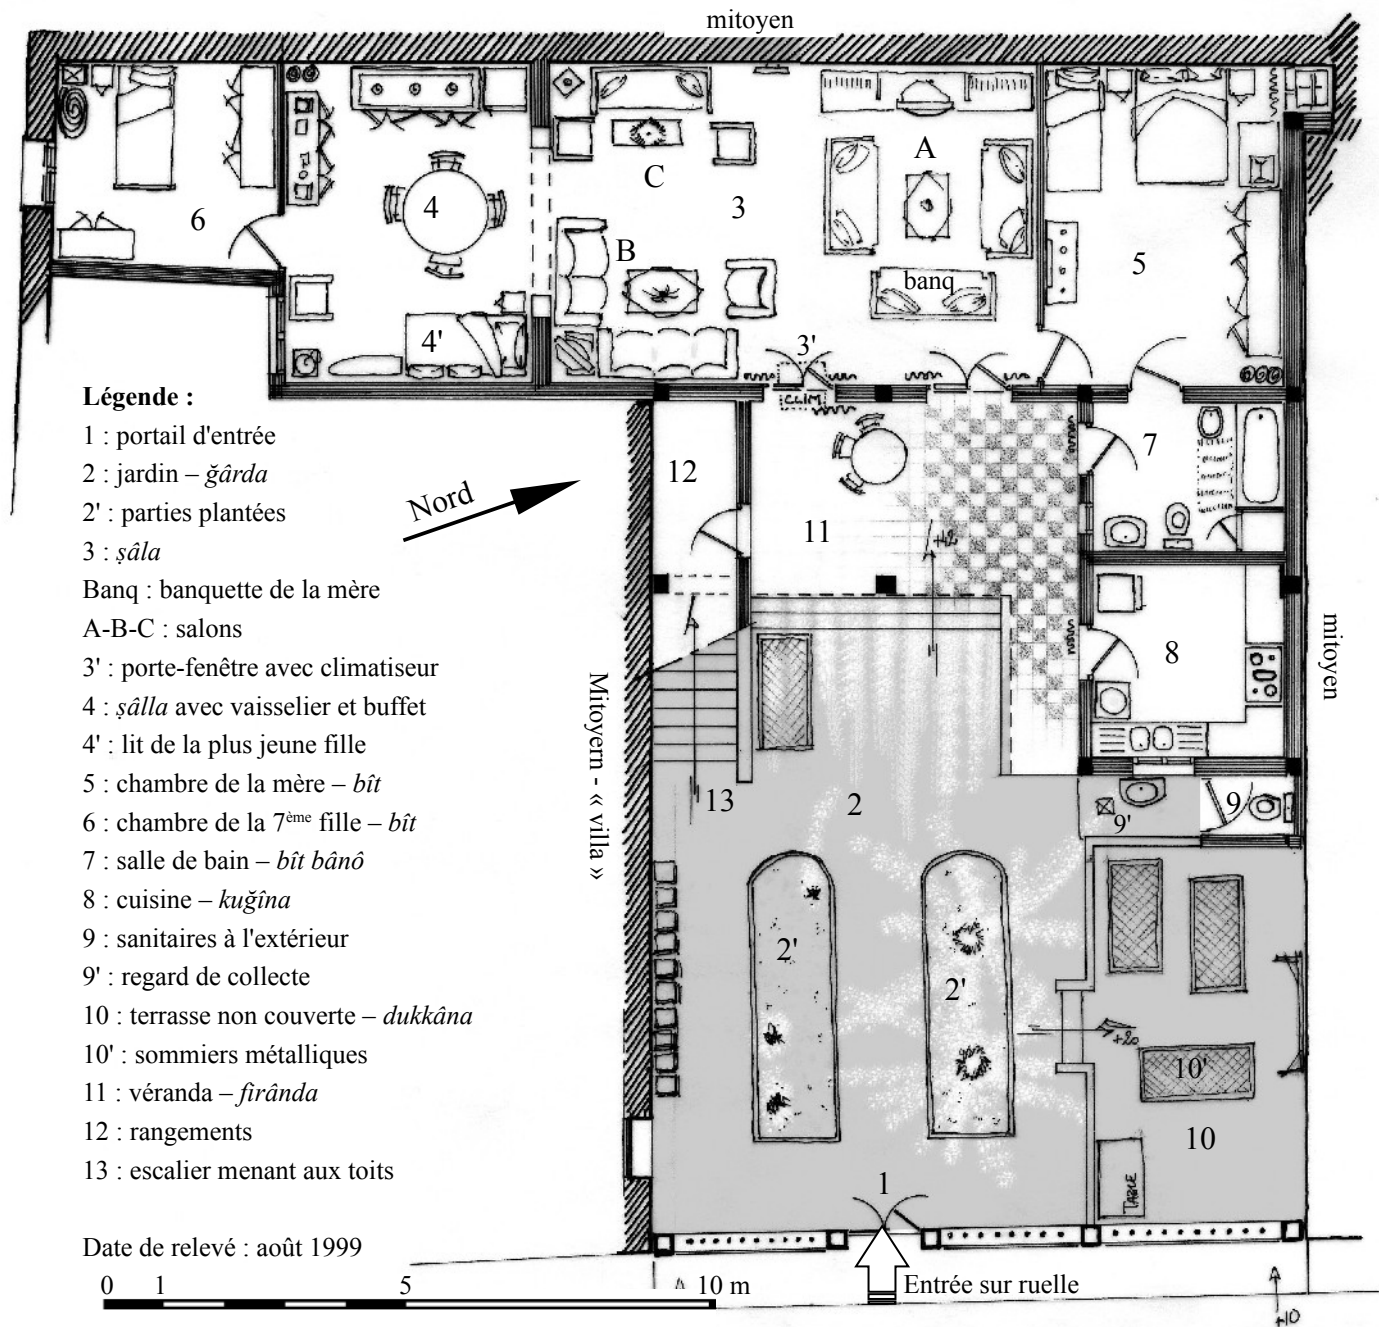 mitoyen
6
4
C
3
A
B
banq
5
4'
3'
CLIM
Légende :
1 : portail d'entrée
2 : jardin – ğârda
2' : parties plantées
3 : ṣâla
Banq : banquette de la mère
A-B-C : salons
3' : porte-fenêtre avec climatiseur
4 : ṣâlla avec vaisselier et buffet
4' : lit de la plus jeune fille
5 : chambre de la mère – bît
6 : chambre de la 7ème fille – bît
7 : salle de bain – bît bânô
8 : cuisine – kuğîna
9 : sanitaires à l'extérieur
9' : regard de collecte
10 : terrasse non couverte – dukkâna
10' : sommiers métalliques
11 : véranda – firânda
12 : rangements
13 : escalier menant aux toits
Date de relevé : août 1999
0 1 5 10 m
Nord
12
11
7
+42
8
mitoyen
Mitoyern - « villa »
13
2
9'
9
2'
2'
+20
10'
10
TABLE
1
Entrée sur ruelle
+10